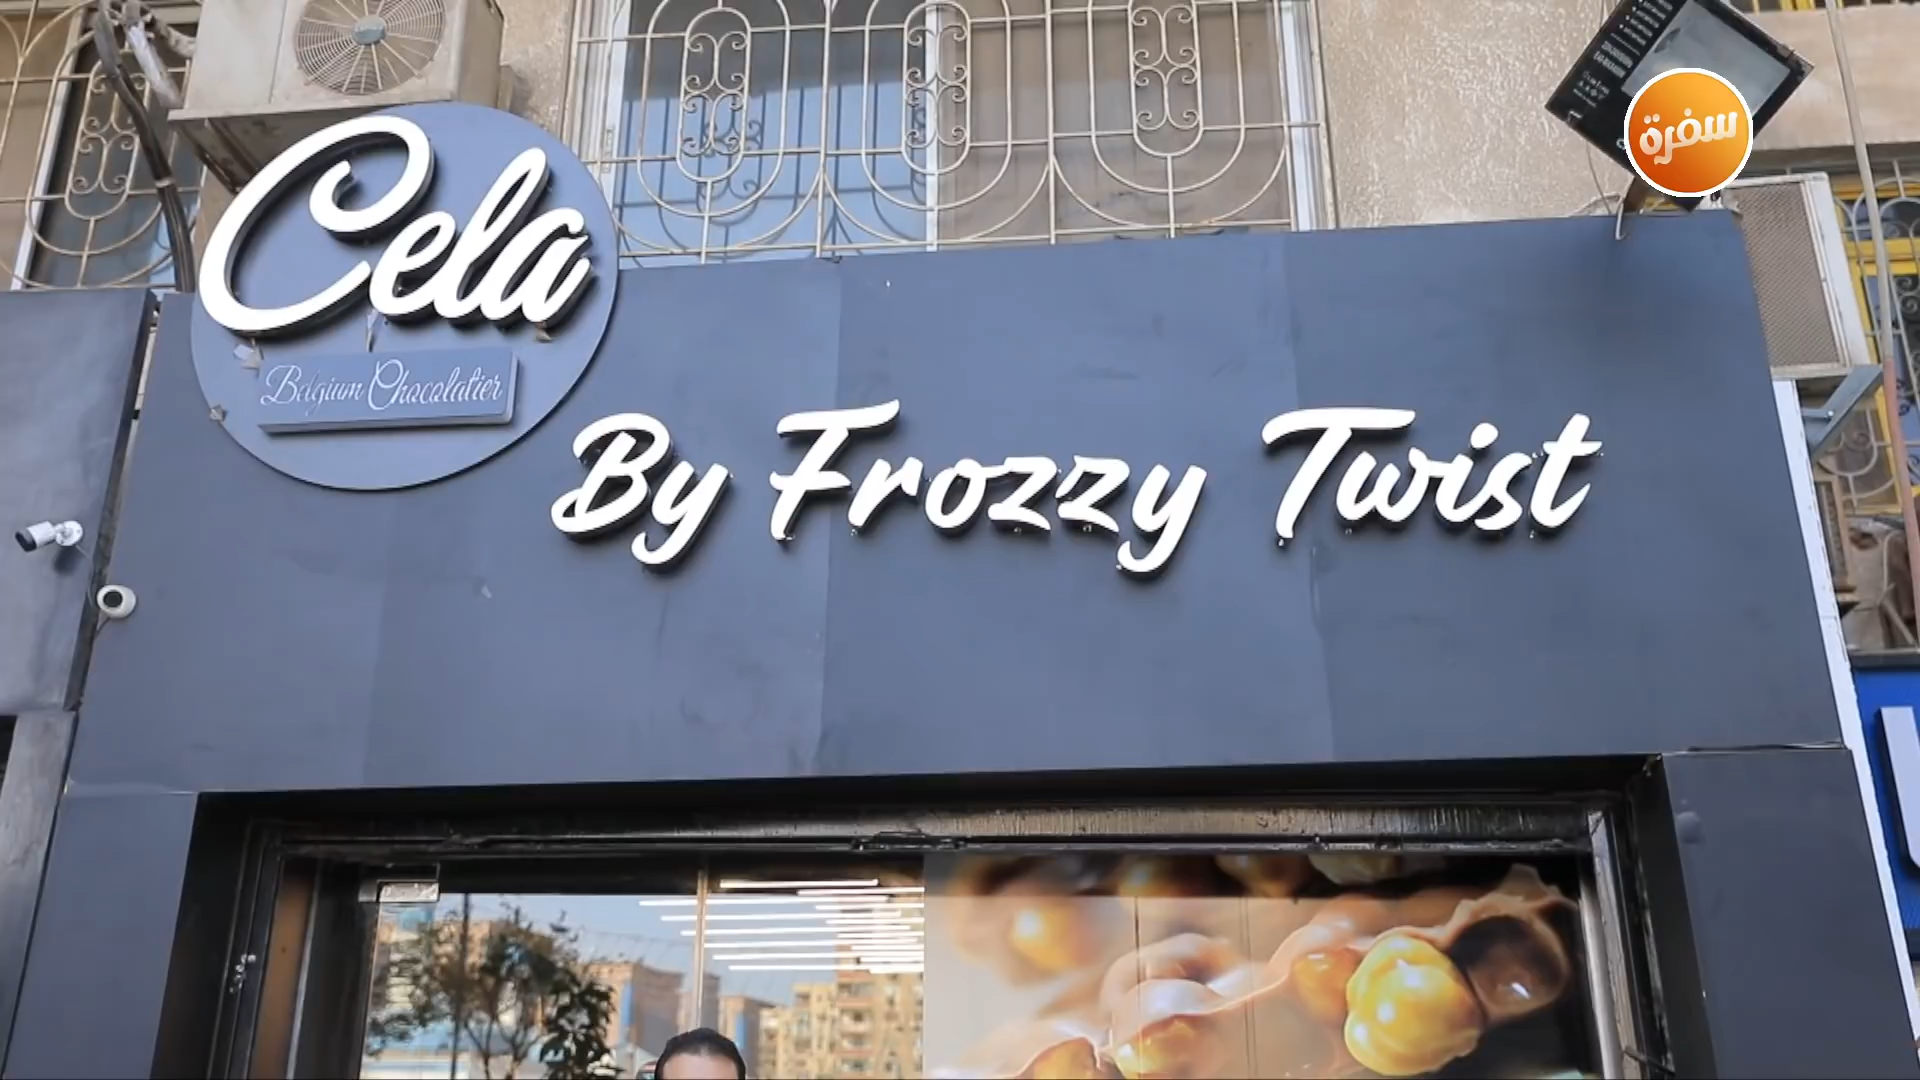 سفرة
Cela
Belgium Chocolatier
By Frozzy Twist